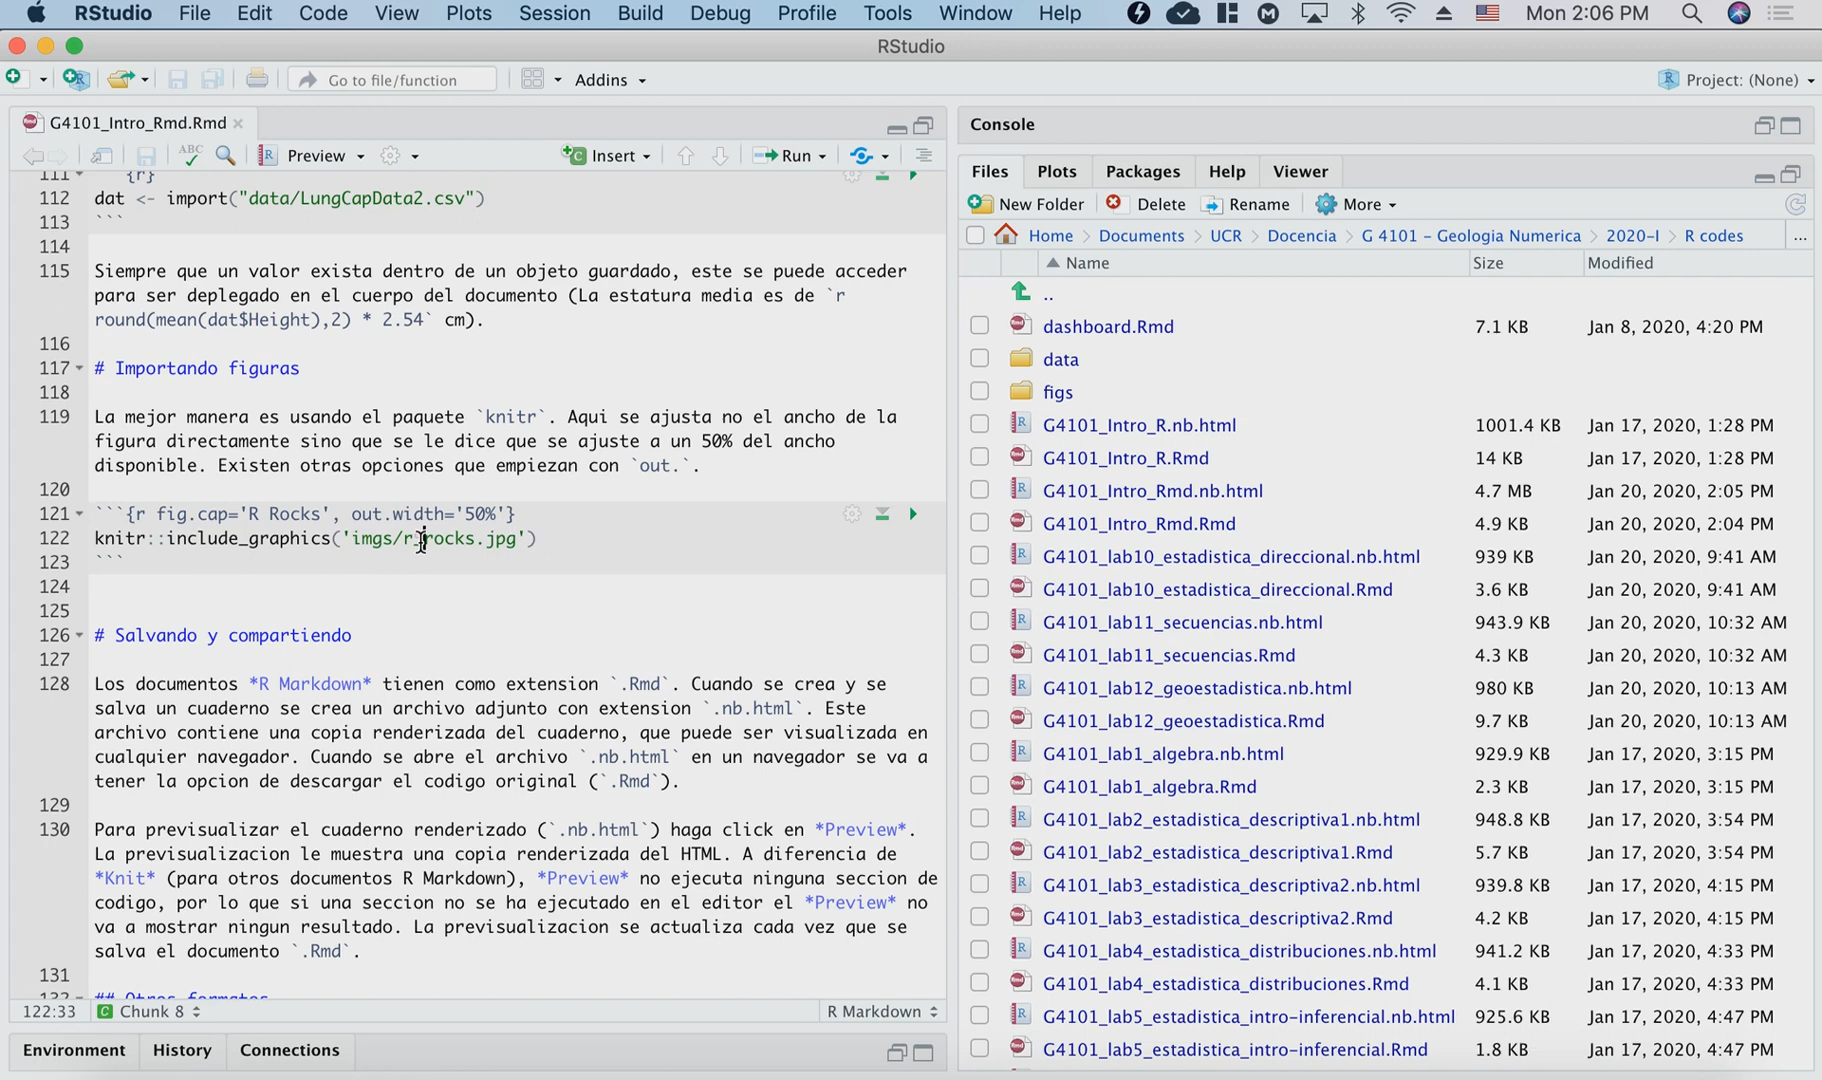 RStudio File Edit Code View Plots Session Build Debug Profile Tools Window Help Mon 2:06 PM
RStudio
Go to file/function Addins Project: (None)
G4101_Intro_Rmd.Rmd
ABC Preview Insert Run
111 {r}
112 dat <- import("data/LungCapData2.csv")
113 ```
114
115 Siempre que un valor exista dentro de un objeto guardado, este se puede acceder
para ser deplegado en el cuerpo del documento (La estatura media es de `r
round(mean(dat$Height),2) * 2.54` cm).
116
117 # Importando figuras
118
119 La mejor manera es usando el paquete `knitr`. Aqui se ajusta no el ancho de la
figura directamente sino que se le dice que se ajuste a un 50% del ancho
disponible. Existen otras opciones que empiezan con `out.`.
120
121 ```{r fig.cap='R Rocks', out.width='50%'}
122 knitr::include_graphics('imgs/r_rocks.jpg')
123 ```
124
125
126 # Salvando y compartiendo
127
128 Los documentos *R Markdown* tienen como extension `.Rmd`. Cuando se crea y se
salva un cuaderno se crea un archivo adjunto con extension `.nb.html`. Este
archivo contiene una copia renderizada del cuaderno, que puede ser visualizada en
cualquier navegador. Cuando se abre el archivo `.nb.html` en un navegador se va a
tener la opcion de descargar el codigo original (`.Rmd`).
129
130 Para previsualizar el cuaderno renderizado (`.nb.html`) haga click en *Preview*.
La previsualizacion le muestra una copia renderizada del HTML. A diferencia de
*Knit* (para otros documentos R Markdown), *Preview* no ejecuta ninguna seccion de
codigo, por lo que si una seccion no se ha ejecutado en el editor el *Preview* no
va a mostrar ningun resultado. La previsualizacion se actualiza cada vez que se
salva el documento `.Rmd`.
131
132 ## Otros formatos
122:33 Chunk 8 R Markdown
Environment History Connections
Console
Files Plots Packages Help Viewer
New Folder Delete Rename More
Home Documents UCR Docencia G 4101 - Geologia Numerica 2020-I R codes ...
Name Size Modified
..
dashboard.Rmd 7.1 KB Jan 8, 2020, 4:20 PM
data
figs
G4101_Intro_R.nb.html 1001.4 KB Jan 17, 2020, 1:28 PM
G4101_Intro_R.Rmd 14 KB Jan 17, 2020, 1:28 PM
G4101_Intro_Rmd.nb.html 4.7 MB Jan 20, 2020, 2:05 PM
G4101_Intro_Rmd.Rmd 4.9 KB Jan 20, 2020, 2:04 PM
G4101_lab10_estadistica_direccional.nb.html 939 KB Jan 20, 2020, 9:41 AM
G4101_lab10_estadistica_direccional.Rmd 3.6 KB Jan 20, 2020, 9:41 AM
G4101_lab11_secuencias.nb.html 943.9 KB Jan 20, 2020, 10:32 AM
G4101_lab11_secuencias.Rmd 4.3 KB Jan 20, 2020, 10:32 AM
G4101_lab12_geoestadistica.nb.html 980 KB Jan 20, 2020, 10:13 AM
G4101_lab12_geoestadistica.Rmd 9.7 KB Jan 20, 2020, 10:13 AM
G4101_lab1_algebra.nb.html 929.9 KB Jan 17, 2020, 3:15 PM
G4101_lab1_algebra.Rmd 2.3 KB Jan 17, 2020, 3:15 PM
G4101_lab2_estadistica_descriptiva1.nb.html 948.8 KB Jan 17, 2020, 3:54 PM
G4101_lab2_estadistica_descriptiva1.Rmd 5.7 KB Jan 17, 2020, 3:54 PM
G4101_lab3_estadistica_descriptiva2.nb.html 939.8 KB Jan 17, 2020, 4:15 PM
G4101_lab3_estadistica_descriptiva2.Rmd 4.2 KB Jan 17, 2020, 4:15 PM
G4101_lab4_estadistica_distribuciones.nb.html 941.2 KB Jan 17, 2020, 4:33 PM
G4101_lab4_estadistica_distribuciones.Rmd 4.1 KB Jan 17, 2020, 4:33 PM
G4101_lab5_estadistica_intro-inferencial.nb.html 925.6 KB Jan 17, 2020, 4:47 PM
G4101_lab5_estadistica_intro-inferencial.Rmd 1.8 KB Jan 17, 2020, 4:47 PM